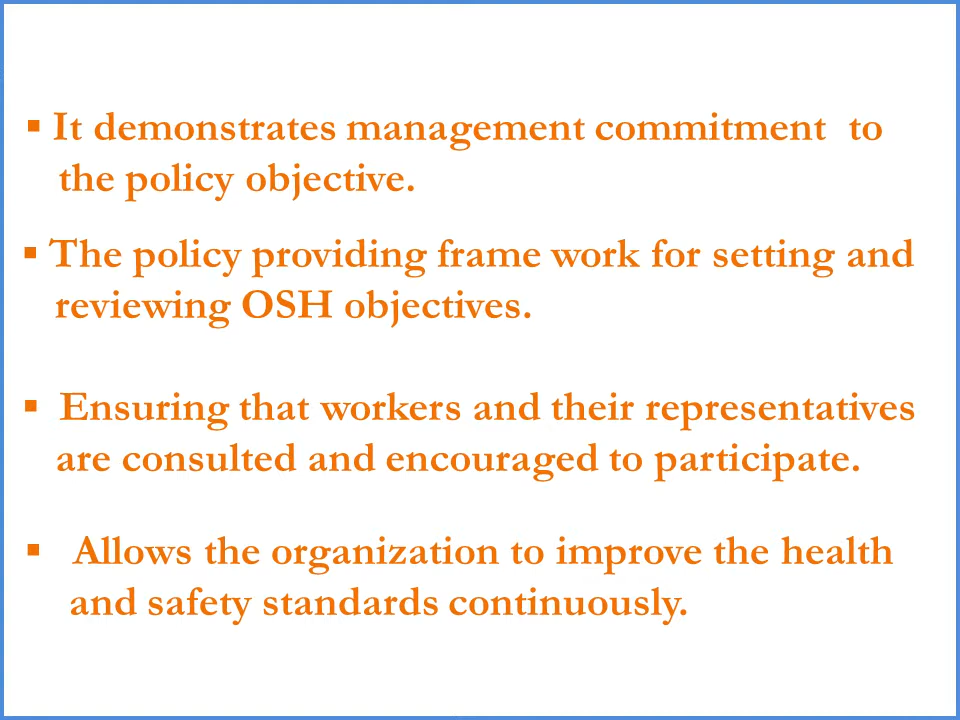 ▪ It demonstrates management commitment  to
the policy objective.
▪ The policy providing frame work for setting and
reviewing OSH objectives.
▪ Ensuring that workers and their representatives
are consulted and encouraged to participate.
▪ Allows the organization to improve the health
and safety standards continuously.